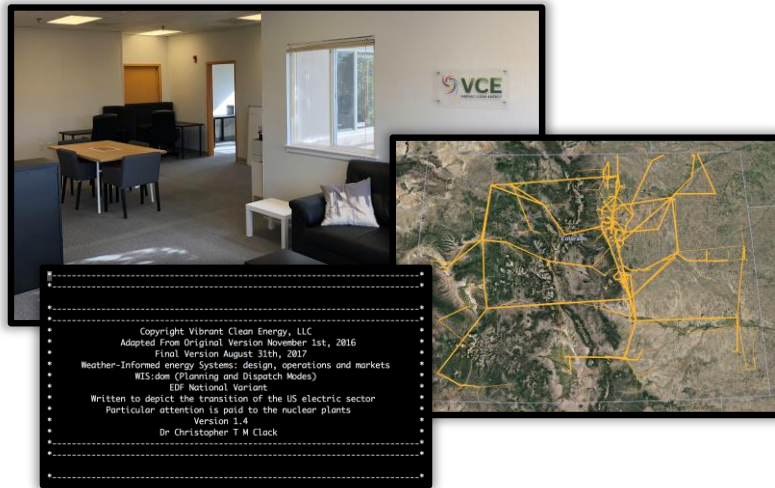 VCE
VIBRANT CLEAN ENERGY
Colorado
Copyright Vibrant Clean Energy, LLC
Adapted From Original Version November 1st, 2016
Final Version August 31th, 2017
Weather-Informed energy Systems: design, operations and markets
WIS:dom (Planning and Dispatch Modes)
EDF National Variant
Written to depict the transition of the US electric sector
Particular attention is paid to the nuclear plants
Version 1.4
Dr Christopher T M Clack